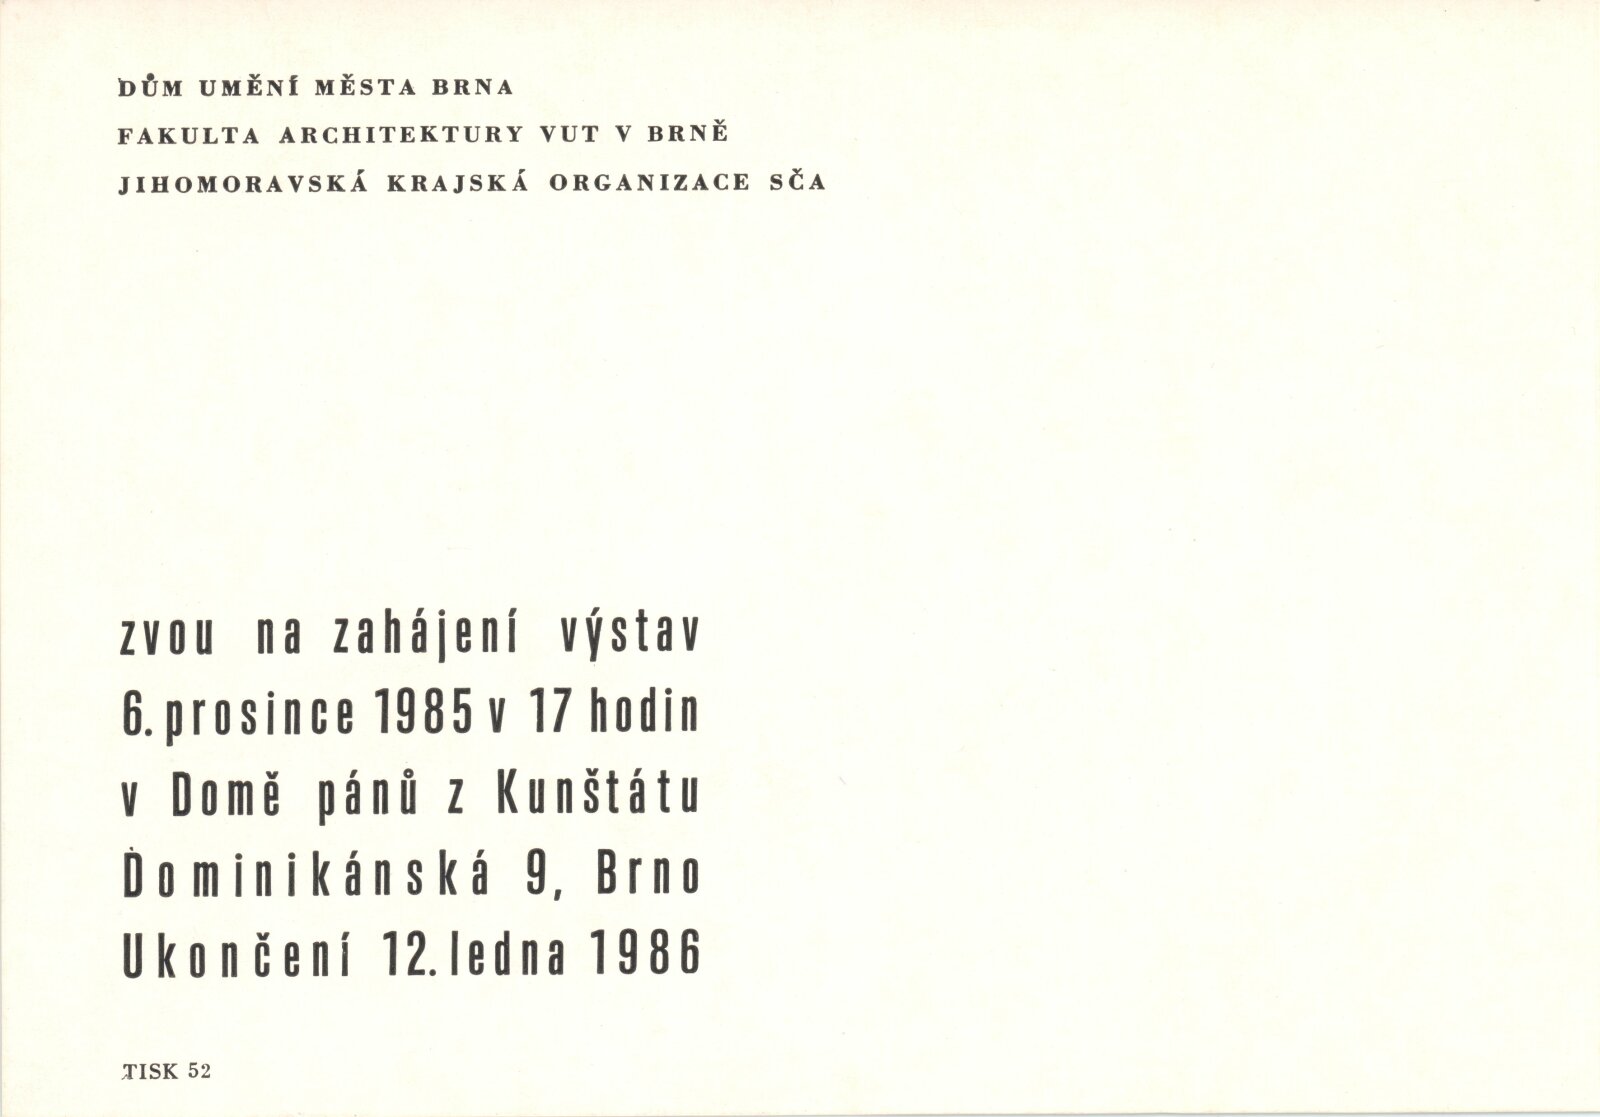 DŮM UMĚNÍ MĚSTA BRNA
FAKULTA ARCHITEKTURY VUT V BRNĚ
JIHOMORAVSKÁ KRAJSKÁ ORGANIZACE SČA
zvou na zahájení výstav
6. prosince 1985 v 17 hodin
v Domě pánů z Kunštátu
Dominikánská 9, Brno
Ukončení 12. ledna 1986
TISK 52